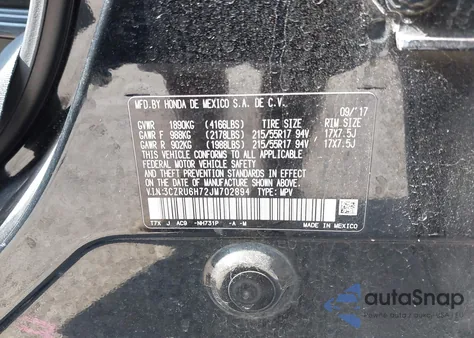 MFD.BY HONDA DE MEXICO S.A. DE C.V.
09/'17
GVWR 1890KG (4166LBS) TIRE SIZE RIM SIZE
GAWR F 988KG (2178LBS) 215/55R17 94V, 17X7.5J
GAWR R 902KG (1988LBS) 215/55R17 94V, 17X7.5J
THIS VEHICLE CONFORMS TO ALL APPLICABLE
FEDERAL MOTOR VEHICLE SAFETY AND
THEFT PREVENTION STANDARDS IN EFFECT ON
THE DATE OF MANUFACTURE SHOWN ABOVE.
V.I.N:3CZRU6H72JM702894 TYPE: MPV
T7X J AC9 -NH731P -A -M MADE IN MEXICO
autoSnap